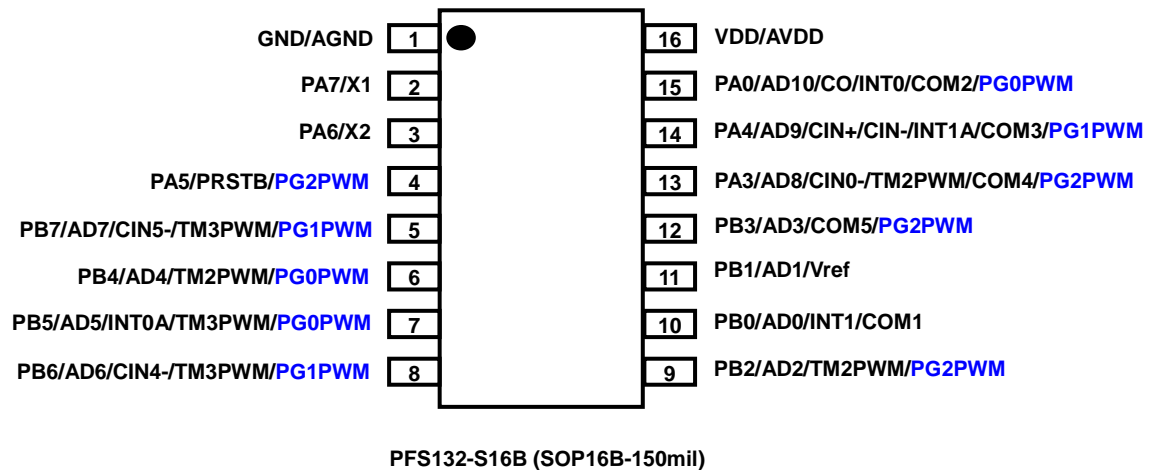 GND/AGND 1 16 VDD/AVDD
PA7/X1 2 15 PA0/AD10/CO/INT0/COM2/PG0PWM
PA6/X2 3 14 PA4/AD9/CIN+/CIN-/INT1A/COM3/PG1PWM
PA5/PRSTB/PG2PWM 4 13 PA3/AD8/CIN0-/TM2PWM/COM4/PG2PWM
PB7/AD7/CIN5-/TM3PWM/PG1PWM 5 12 PB3/AD3/COM5/PG2PWM
PB4/AD4/TM2PWM/PG0PWM 6 11 PB1/AD1/Vref
PB5/AD5/INT0A/TM3PWM/PG0PWM 7 10 PB0/AD0/INT1/COM1
PB6/AD6/CIN4-/TM3PWM/PG1PWM 8 9 PB2/AD2/TM2PWM/PG2PWM
PFS132-S16B (SOP16B-150mil)